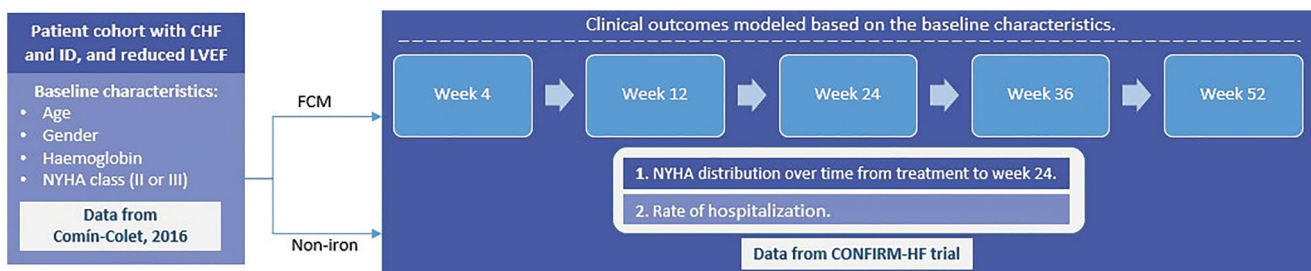 Patient cohort with CHF
and ID, and reduced LVEF
Baseline characteristics:
• Age
• Gender
• Haemoglobin
• NYHA class (II or III)
Data from
Comín-Colet, 2016
FCM
Non-iron
Clinical outcomes modeled based on the baseline characteristics.
Week 4
Week 12
Week 24
Week 36
Week 52
1. NYHA distribution over time from treatment to week 24.
2. Rate of hospitalization.
Data from CONFIRM-HF trial